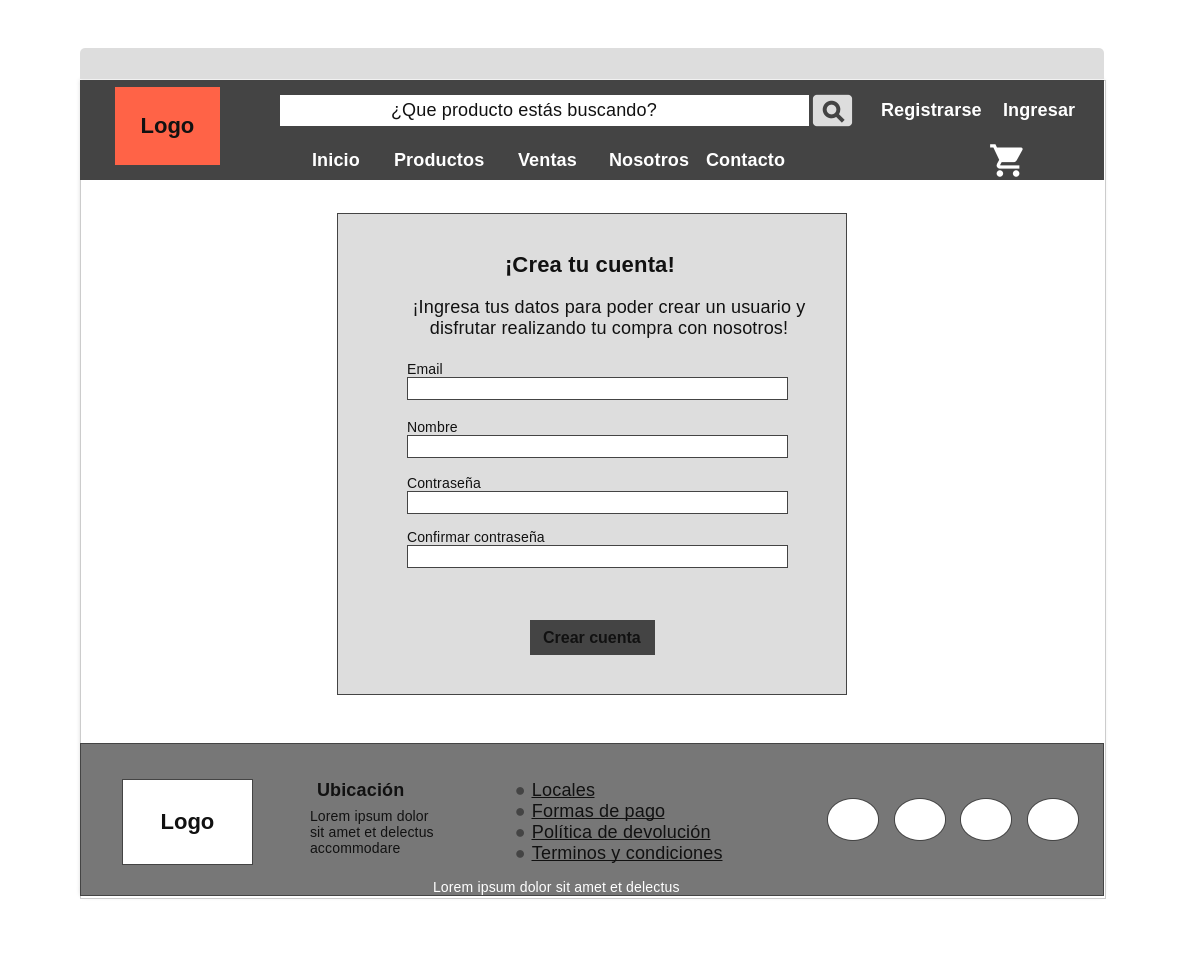 Logo
¿Que producto estás buscando?
Registrarse
Ingresar
Inicio
Productos
Ventas
Nosotros
Contacto
¡Crea tu cuenta!
¡Ingresa tus datos para poder crear un usuario y
disfrutar realizando tu compra con nosotros!
Email
Nombre
Contraseña
Confirmar contraseña
Crear cuenta
Logo
Ubicación
Lorem ipsum dolor
sit amet et delectus
accommodare
Locales
Formas de pago
Política de devolución
Terminos y condiciones
Lorem ipsum dolor sit amet et delectus